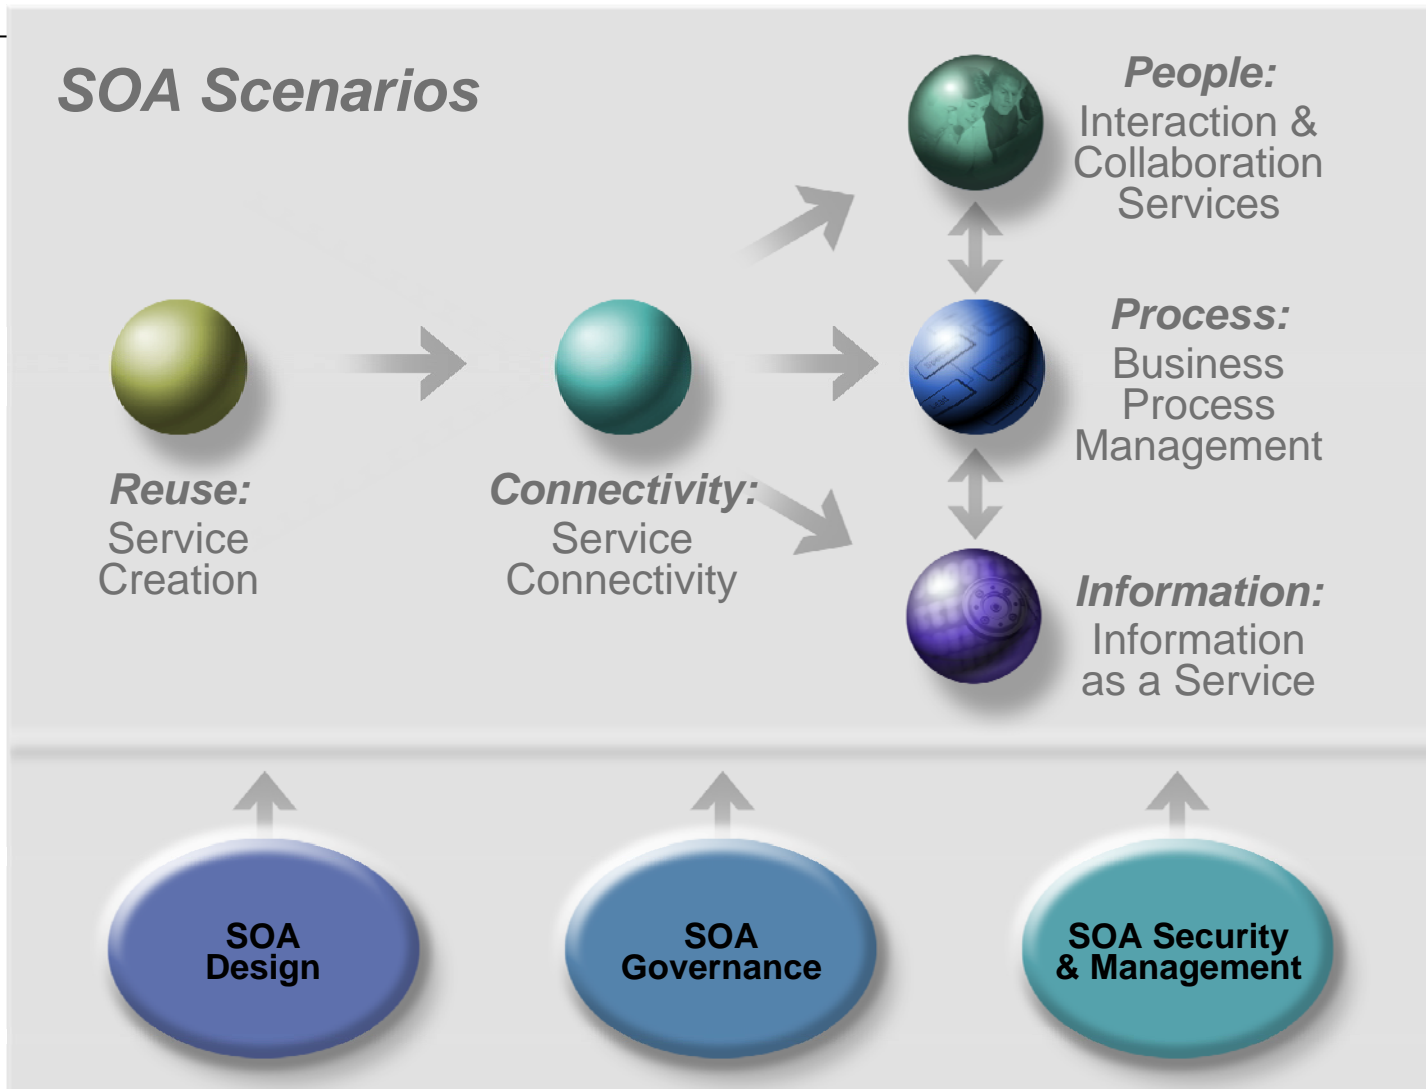 SOA Scenarios
People:
Interaction &
Collaboration
Services
Reuse:
Service
Creation
Connectivity:
Service
Connectivity
Process:
Business
Process
Management
Information:
Information
as a Service
SOA
Design
SOA
Governance
SOA Security
& Management